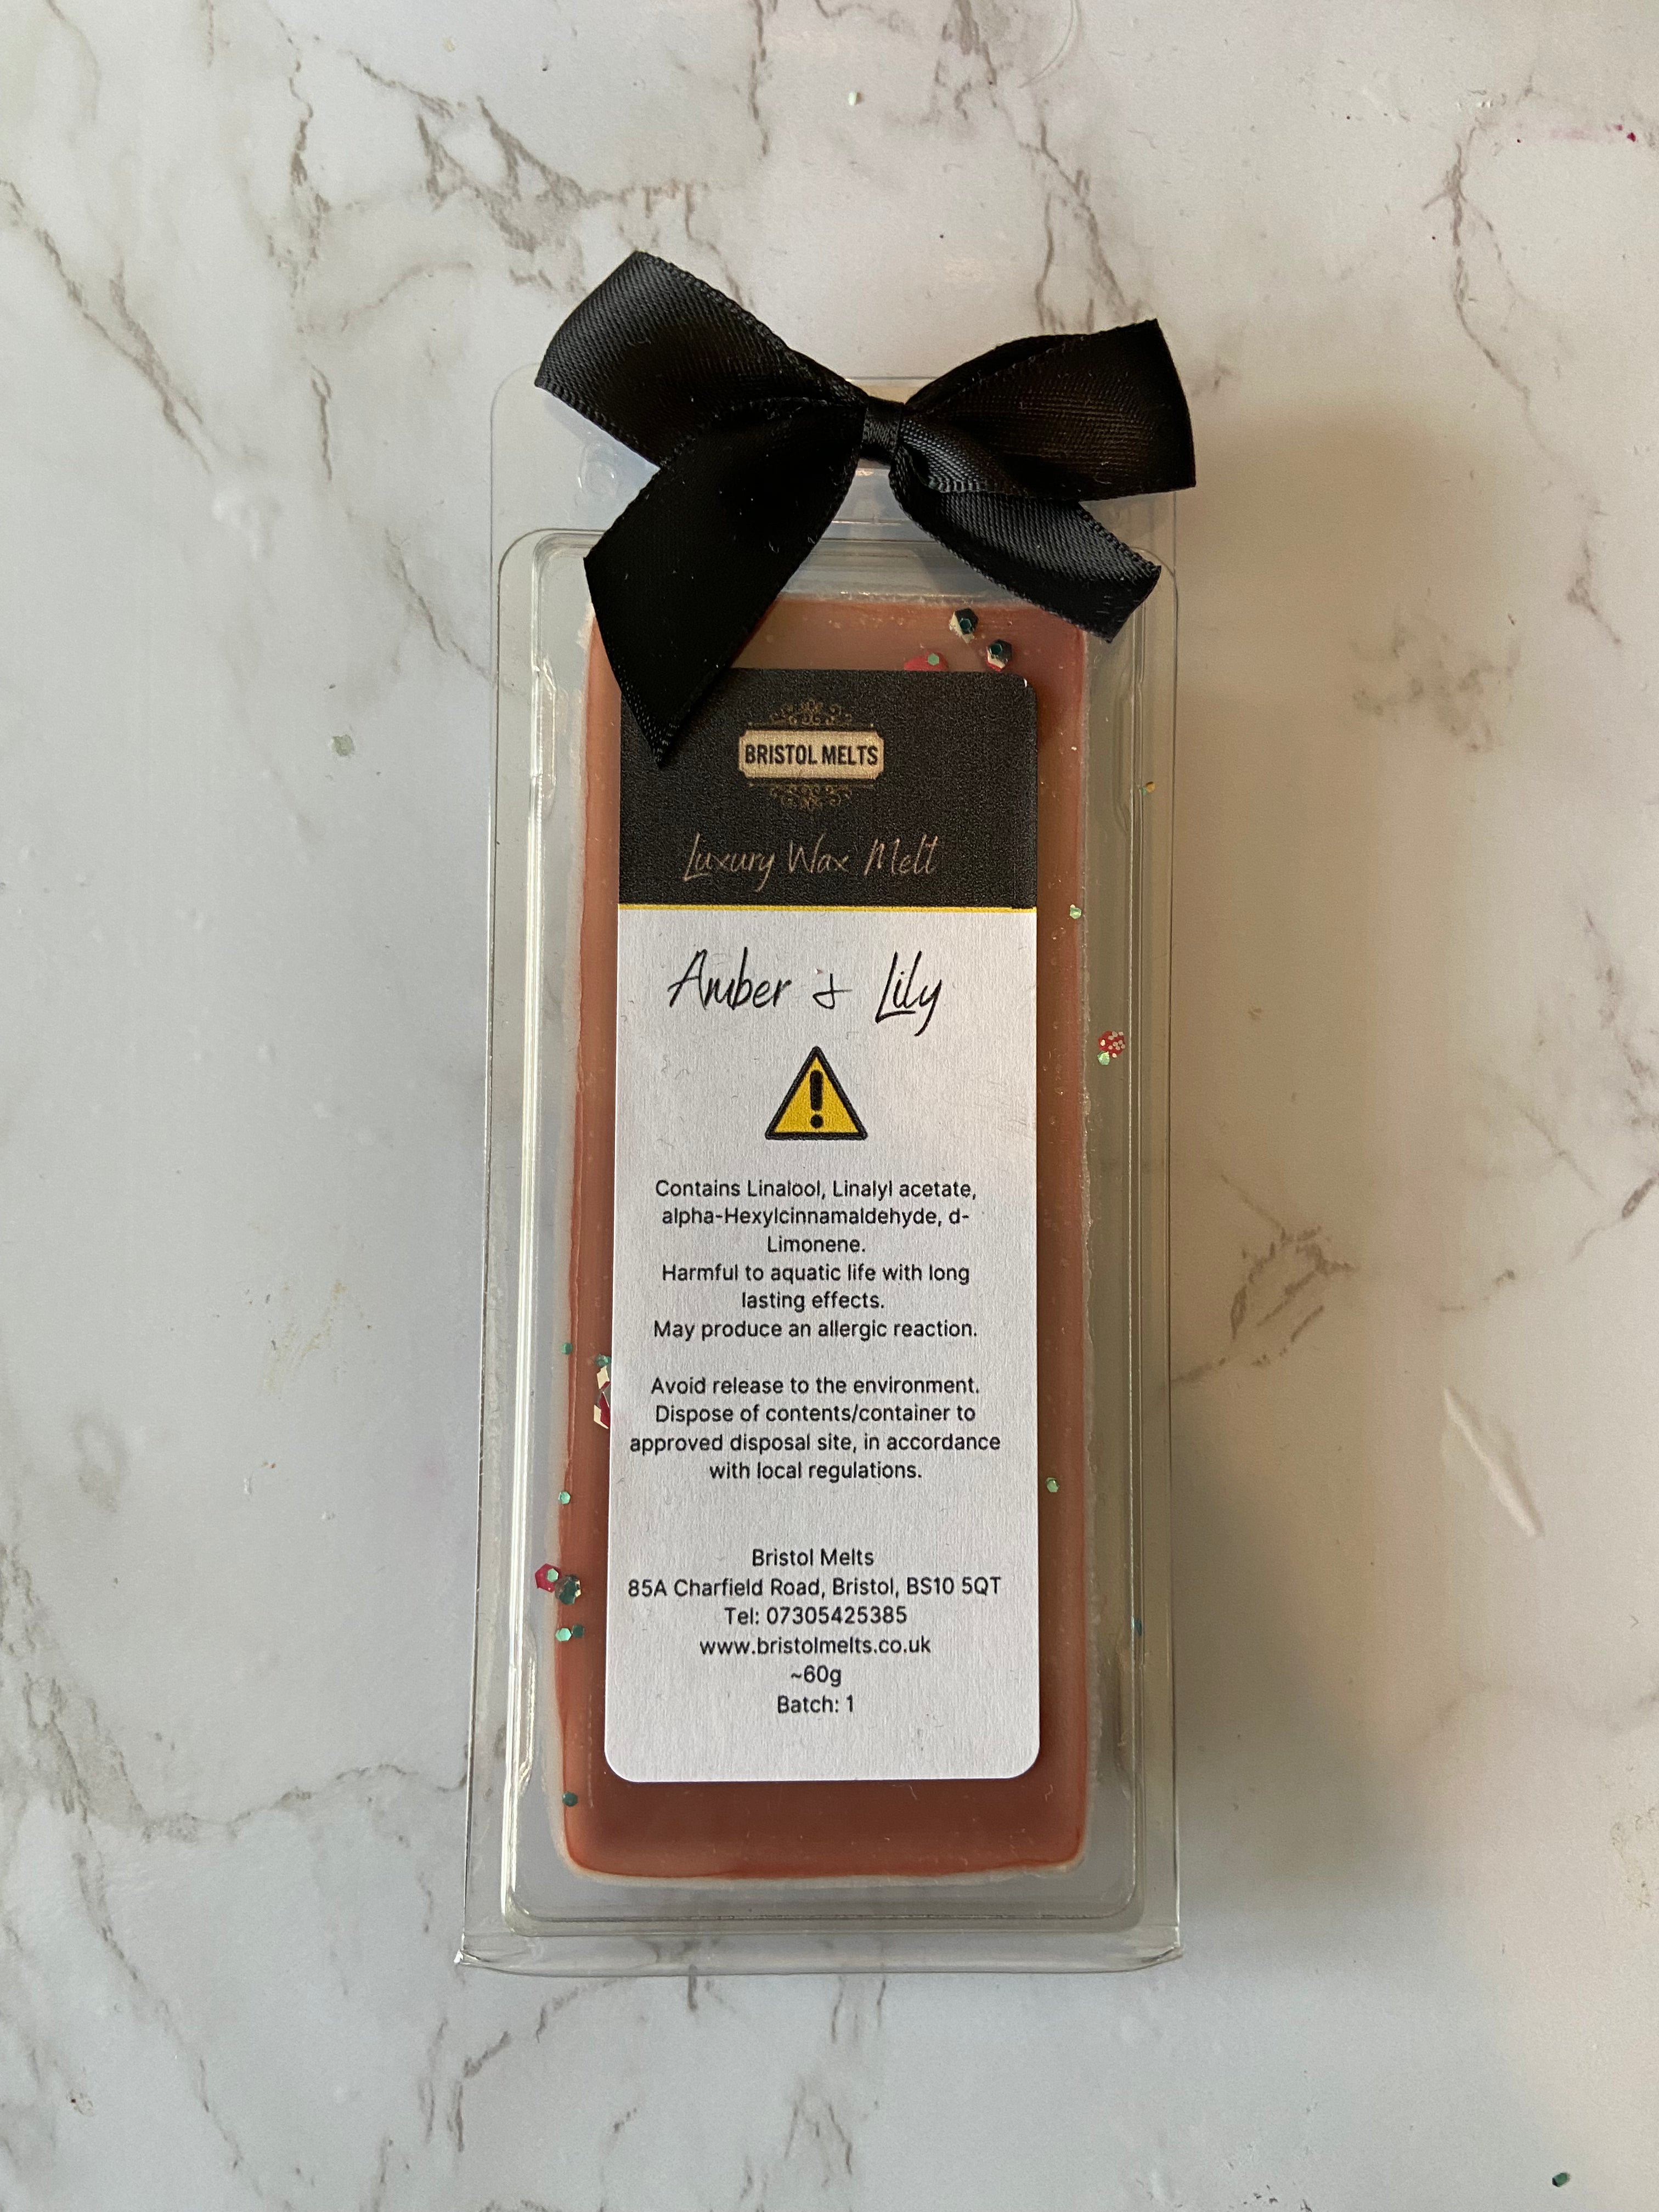 BRISTOL MELTS
Luxury Wax Melt
Amber & Lily
Contains Linalool, Linalyl acetate,
alpha-Hexylcinnamaldehyde, d-
Limonene.
Harmful to aquatic life with long
lasting effects.
May produce an allergic reaction.
Avoid release to the environment.
Dispose of contents/container to
approved disposal site, in accordance
with local regulations.
Bristol Melts
85A Charfield Road, Bristol, BS10 5QT
Tel: 07305425385
www.bristolmelts.co.uk
~60g
Batch: 1